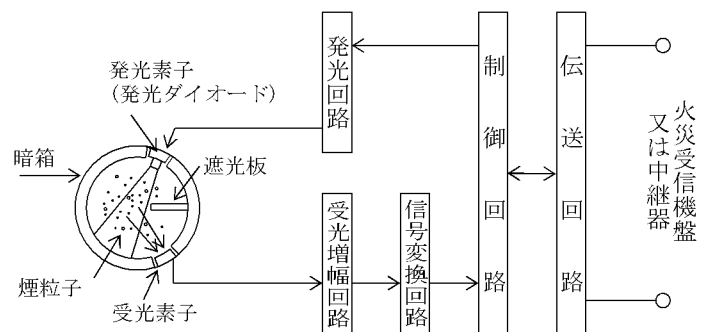 発光素子
(発光ダイオード)
暗箱
遮光板
煙粒子
受光素子
発光回路
受光増幅回路
信号変換回路
制御回路
伝送回路
火災受信機盤
又は中継器